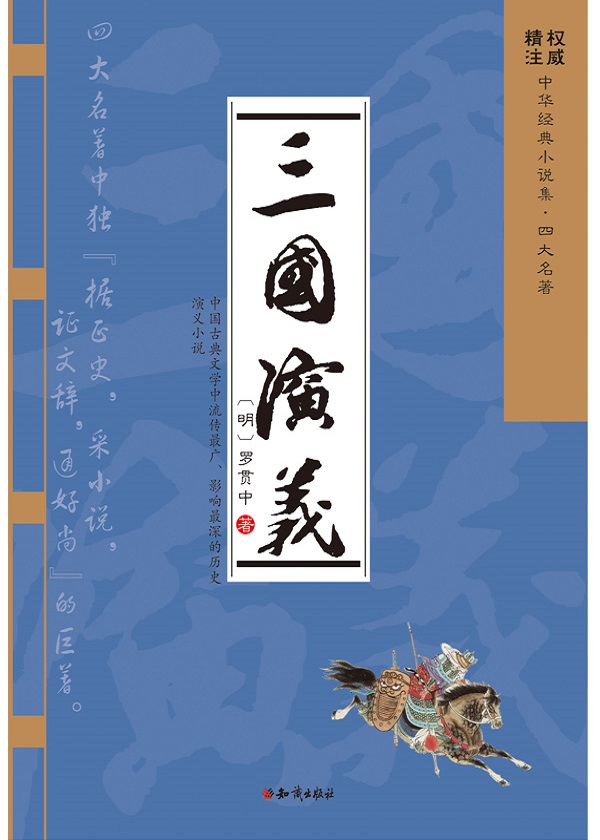 权威
精注
中华经典小说集·四大名著
三國演義
〔明〕罗贯中 著
中国古典文学中流传最广、影响最深的历史
演义小说
四大名著中独『据正史，采小说，
证文辞，通好尚』的巨著。
知识出版社